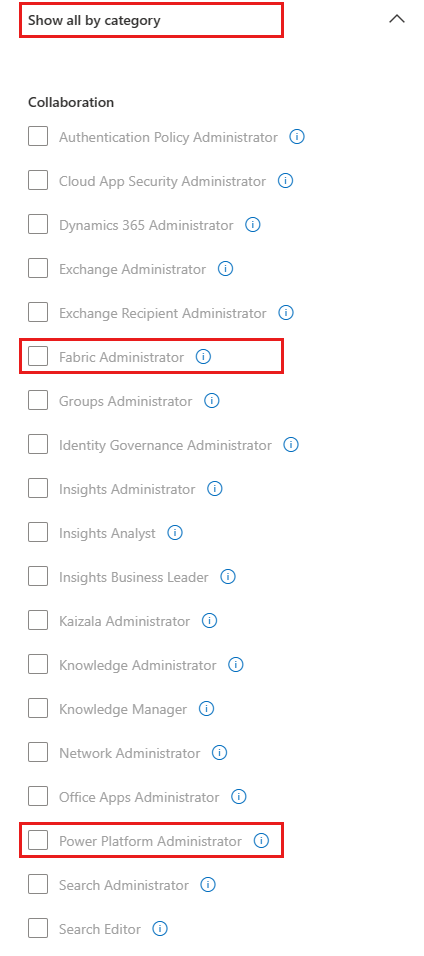 Show all by category
Collaboration
Authentication Policy Administrator
Cloud App Security Administrator
Dynamics 365 Administrator
Exchange Administrator
Exchange Recipient Administrator
Fabric Administrator
Groups Administrator
Identity Governance Administrator
Insights Administrator
Insights Analyst
Insights Business Leader
Kaizala Administrator
Knowledge Administrator
Knowledge Manager
Network Administrator
Office Apps Administrator
Power Platform Administrator
Search Administrator
Search Editor